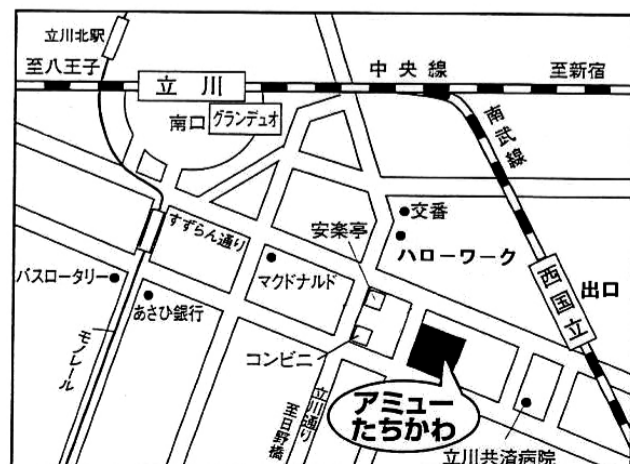 立川北駅
至八王子
立川
中央線
至新宿
南口
グランデュオ
南武線
すずらん通り
安楽亭
交番
ハローワーク
マクドナルド
バスロータリー
あさひ銀行
モノレール
コンビニ
西国立
出口
立川通り
至日野橋
アミュー
たちかわ
立川共済病院